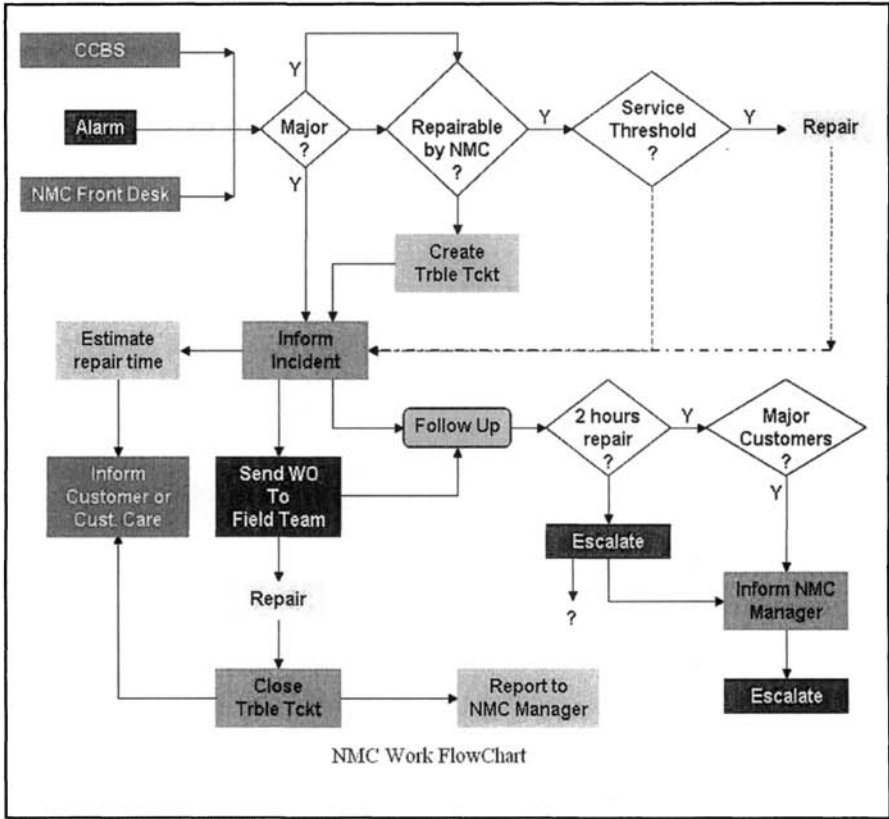 CCBS
Y
Alarm
Major
?
Y
Repairable
by NMC
?
Y
Service
Threshold
?
Y
Repair
NMC Front Desk
Create
Trble Tckt
Estimate
repair time
Inform
Incident
Follow Up
2 hours
repair
?
Y
Major
Customers
?
Y
Inform
Customer or
Cust. Care
Send WO
To
Field Team
Escalate
?
Inform NMC
Manager
Repair
Close
Trble Tckt
Report to
NMC Manager
Escalate
NMC Work FlowChart